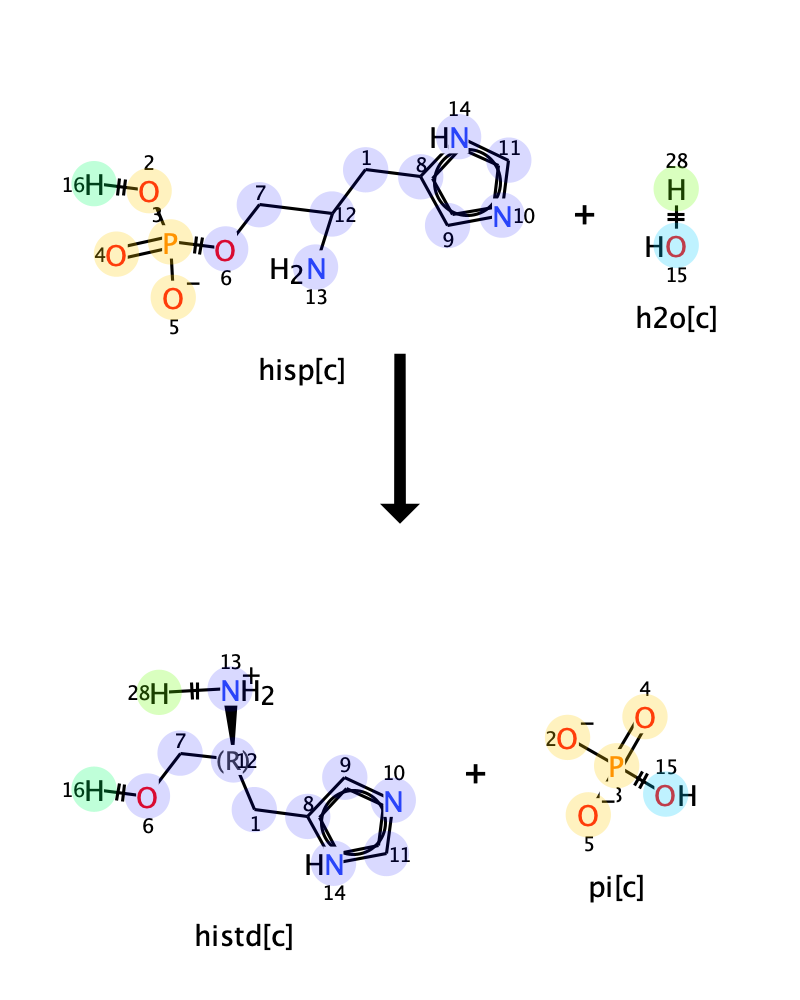 14
HN
2
1
11
28
16H
O
8
H
7
3
12
N10
P
+
4O
O
9
HO
6
H2N
15
O−
13
5
h2o[c]
hisp[c]
13
28H
NH2+
4
O
2O−
7
(R)
12
9
15
P
10
16H
O
+
OH
N
3
8
O−
6
1
5
11
HN
14
pi[c]
histd[c]